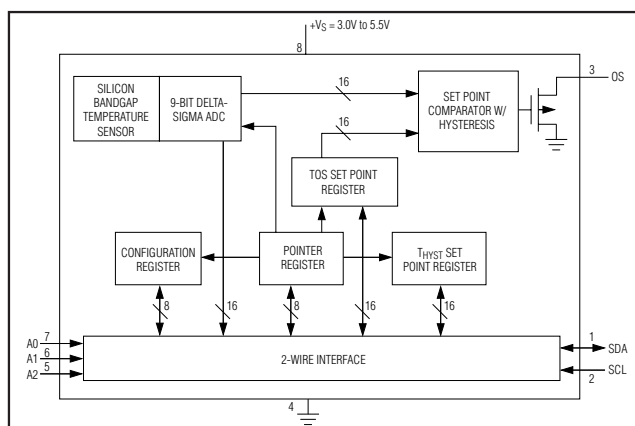 +VS = 3.0V to 5.5V
8
SILICON
BANDGAP
TEMPERATURE
SENSOR
9-BIT DELTA-
SIGMA ADC
16
16
SET POINT
COMPARATOR W/
HYSTERESIS
3
OS
TOS SET POINT
REGISTER
CONFIGURATION
REGISTER
POINTER
REGISTER
THYST SET
POINT REGISTER
8
16
8
16
16
A0
7
A1
6
A2
5
2-WIRE INTERFACE
1
SDA
SCL
2
4